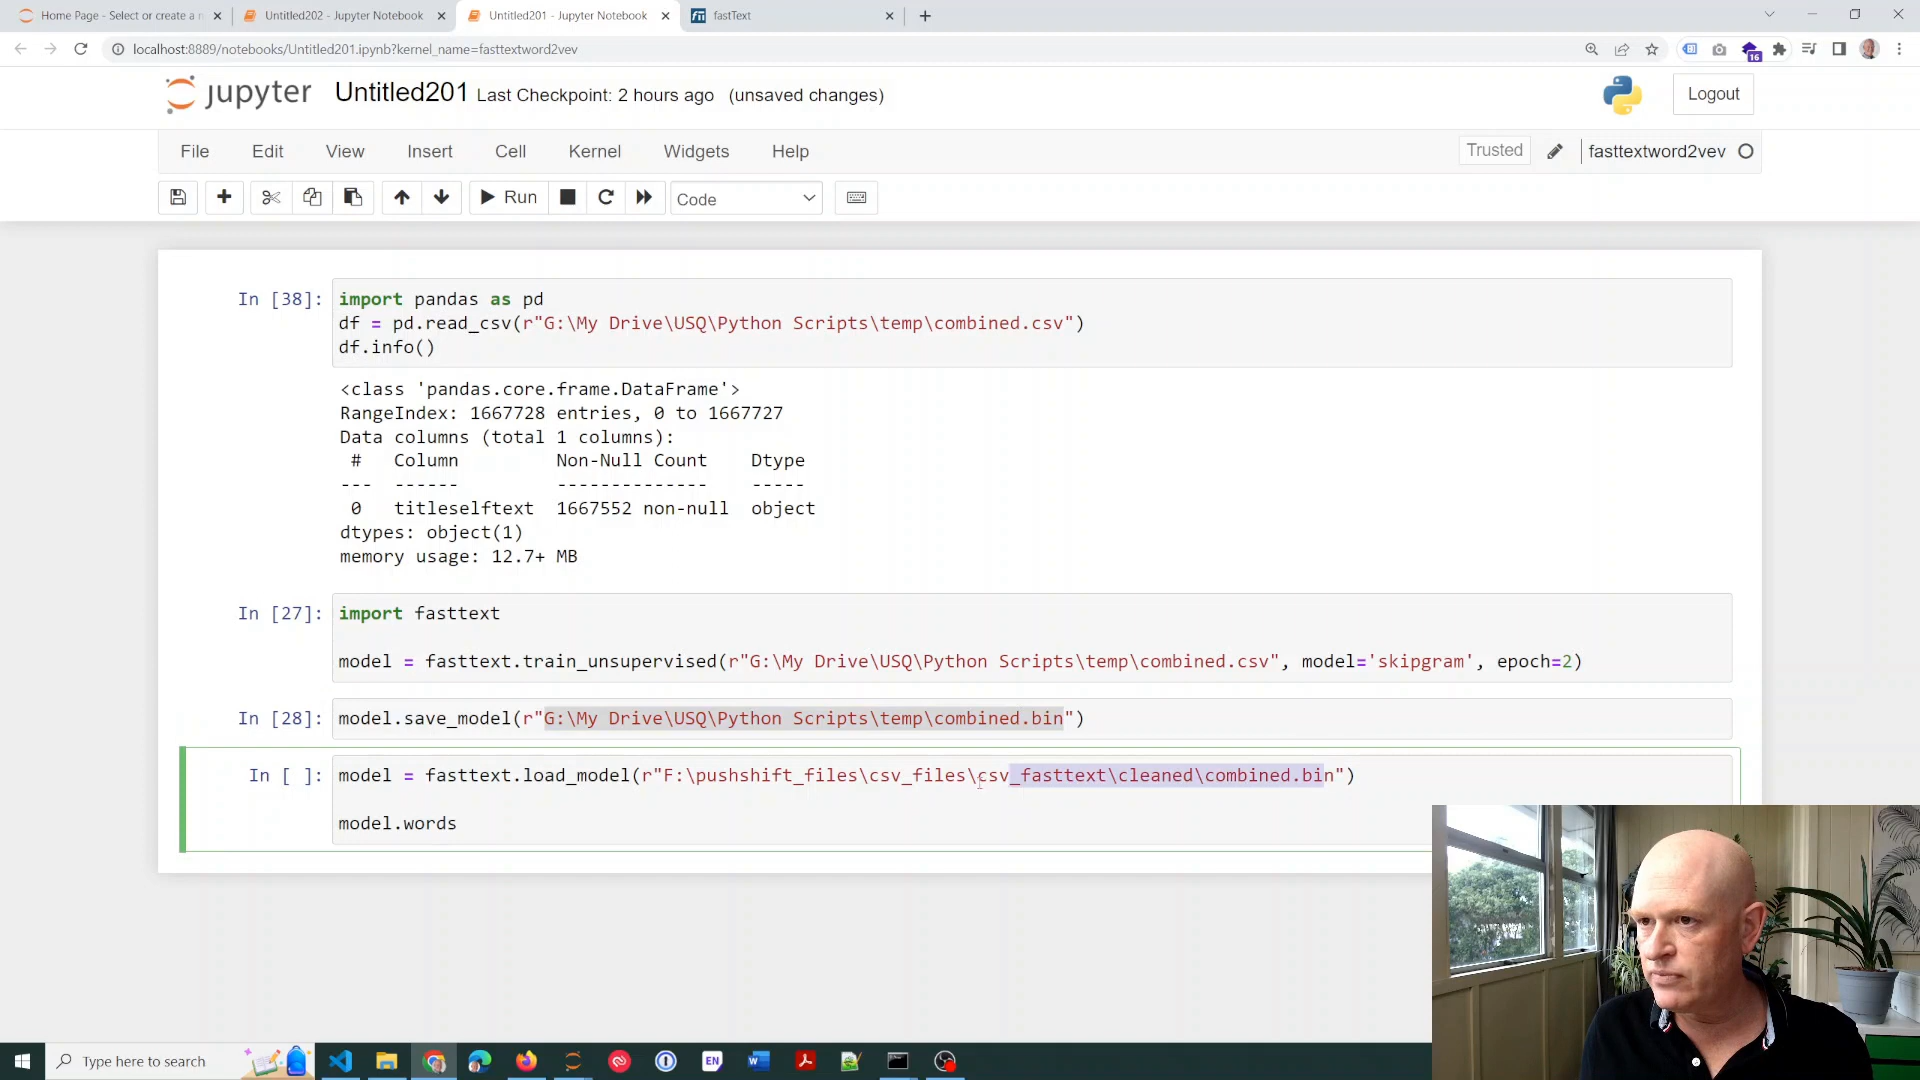 Home Page - Select or create a n
Untitled202 - Jupyter Notebook
Untitled201 - Jupyter Notebook
fastText
localhost:8889/notebooks/Untitled201.ipynb?kernel_name=fasttextword2vev
16
jupyter Untitled201 Last Checkpoint: 2 hours ago (unsaved changes)
Logout
File Edit View Insert Cell Kernel Widgets Help
Trusted
fasttextword2vev
Run
Code
In [38]:
import pandas as pd
df = pd.read_csv(r"G:\My Drive\USQ\Python Scripts\temp\combined.csv")
df.info()
<class 'pandas.core.frame.DataFrame'>
RangeIndex: 1667728 entries, 0 to 1667727
Data columns (total 1 columns):
# Column Non-Null Count Dtype
--- ------ -------------- -----
0 titleselftext 1667552 non-null object
dtypes: object(1)
memory usage: 12.7+ MB
In [27]:
import fasttext
model = fasttext.train_unsupervised(r"G:\My Drive\USQ\Python Scripts\temp\combined.csv", model='skipgram', epoch=2)
In [28]:
model.save_model(r"G:\My Drive\USQ\Python Scripts\temp\combined.bin")
In [ ]:
model = fasttext.load_model(r"F:\pushshift_files\csv_files\csv_fasttext\cleaned\combined.bin")
model.words
Type here to search
EN